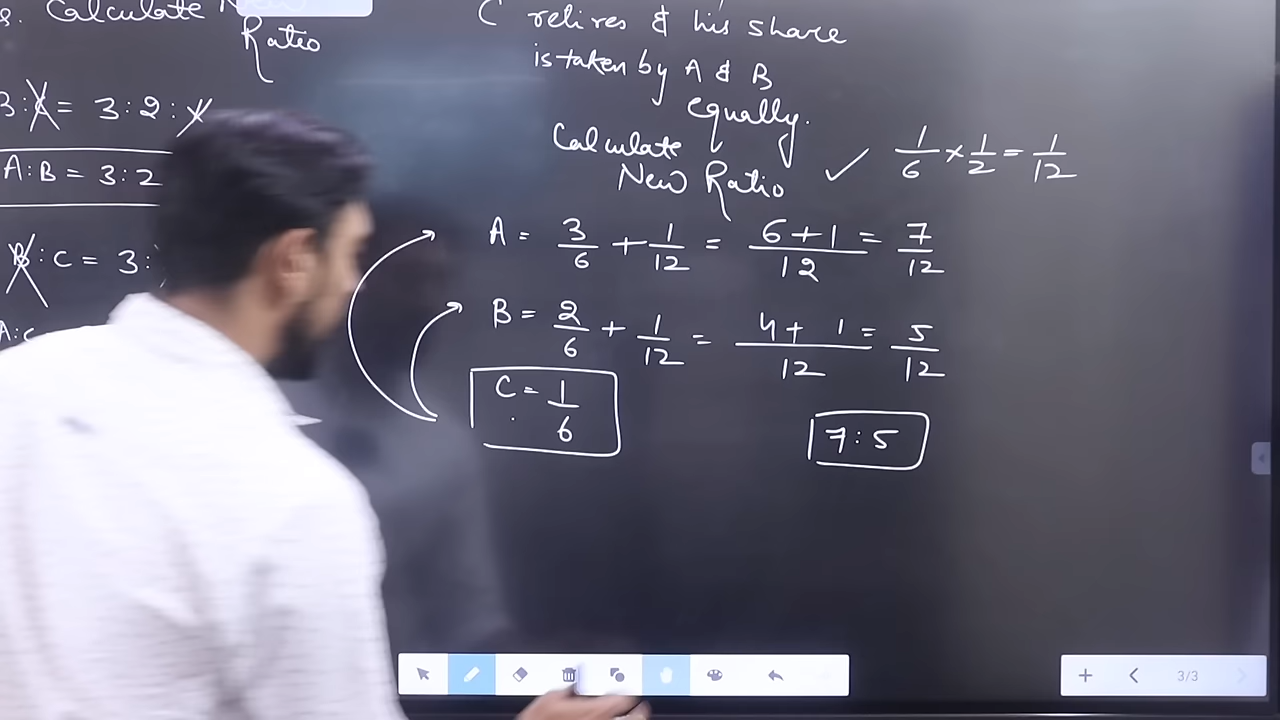 s. Calculate New
Ratio
B:C = 3:2:1
A:B = 3:2
B:C = 3:
A:C
C retires & his share
is taken by A & B
equally.
Calculate
New Ratio ✓ 1/6 × 1/2 = 1/12
A = 3/6 + 1/12 = 6+1/12 = 7/12
B = 2/6 + 1/12 = 4+1/12 = 5/12
C = 1/6
7:5
3/3